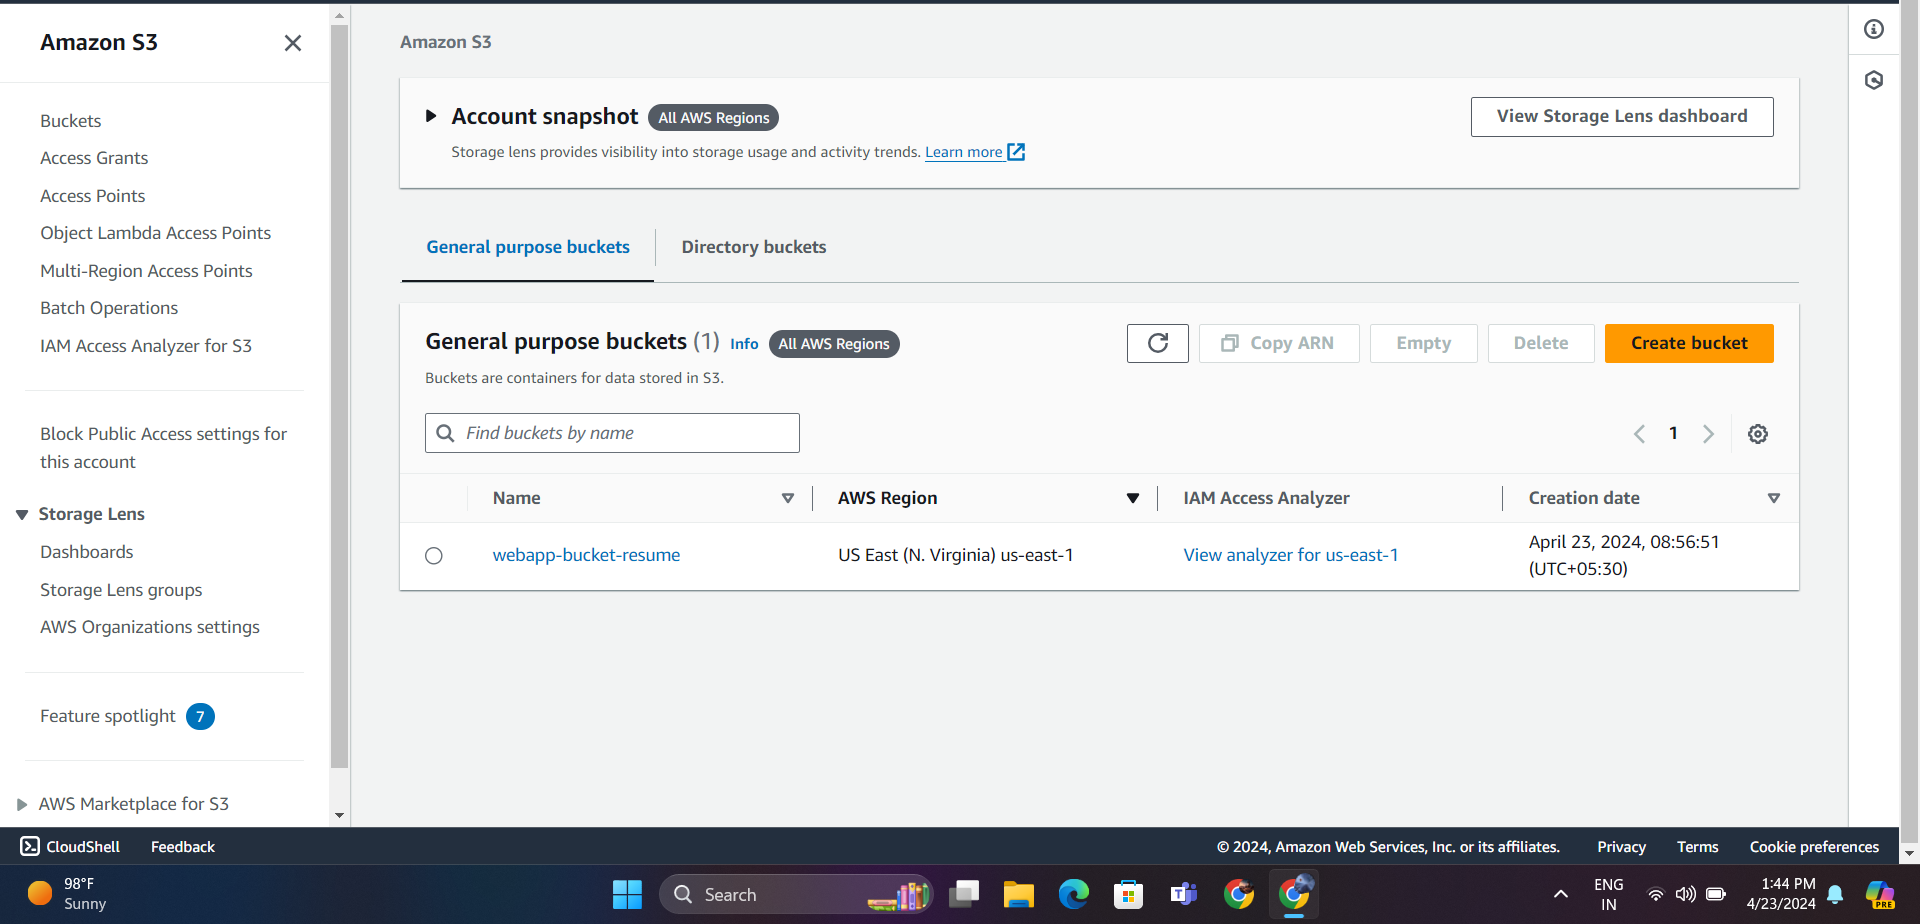 Amazon S3
Buckets
Access Grants
Access Points
Object Lambda Access Points
Multi-Region Access Points
Batch Operations
IAM Access Analyzer for S3
Block Public Access settings for
this account
Storage Lens
Dashboards
Storage Lens groups
AWS Organizations settings
Feature spotlight 7
AWS Marketplace for S3
Amazon S3
Account snapshot All AWS Regions
View Storage Lens dashboard
Storage lens provides visibility into storage usage and activity trends. Learn more
General purpose buckets Directory buckets
General purpose buckets (1) Info All AWS Regions
Copy ARN Empty Delete Create bucket
Buckets are containers for data stored in S3.
Find buckets by name
1
Name AWS Region IAM Access Analyzer Creation date
webapp-bucket-resume US East (N. Virginia) us-east-1 View analyzer for us-east-1 April 23, 2024, 08:56:51
(UTC+05:30)
CloudShell Feedback © 2024, Amazon Web Services, Inc. or its affiliates. Privacy Terms Cookie preferences
98°F
Sunny
Search
ENG
IN
1:44 PM
4/23/2024
PRE